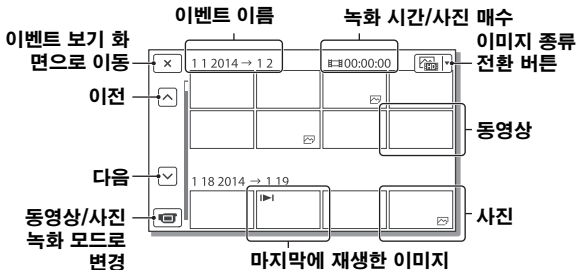 이벤트 이름
녹화 시간/사진 매수
이벤트 보기 화
면으로 이동
이미지 종류
전환 버튼
1 1 2014 → 1 2
00:00:00
이전
동영상
다음
1 18 2014 → 1 19
동영상/사진
녹화 모드로
변경
사진
마지막에 재생한 이미지